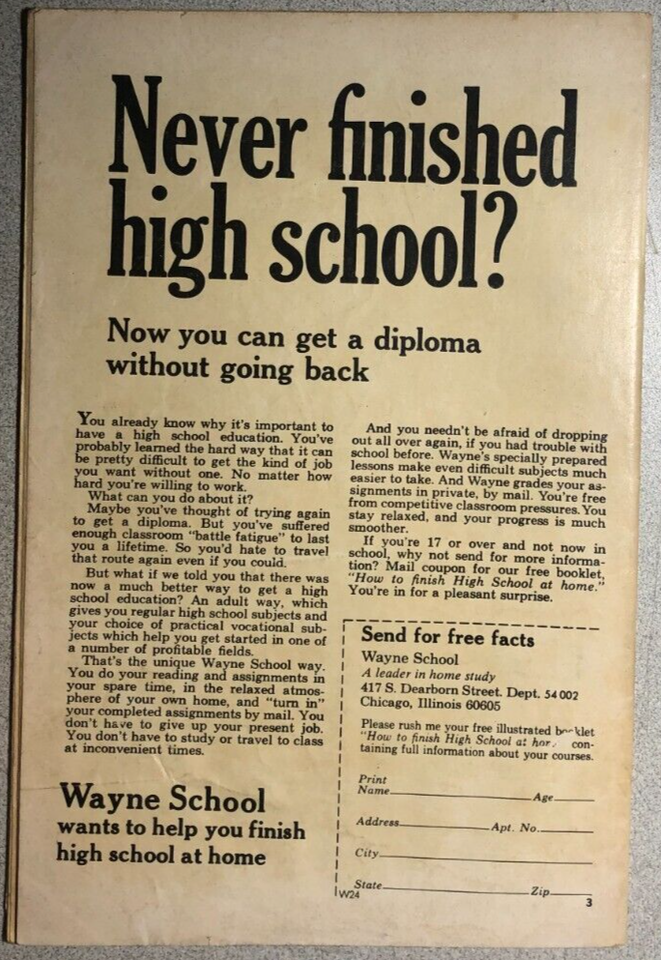 Never finished
high school?
Now you can get a diploma
without going back
You already know why it's important to
have a high school education. You've
probably learned the hard way that it can
be pretty difficult to get the kind of job
you want without one. No matter how
hard you're willing to work.
What can you do about it?
Maybe you've thought of trying again
to get a diploma. But you've suffered
enough classroom "battle fatigue" to last
you a lifetime. So you'd hate to travel
that route again even if you could.
But what if we told you that there was
now a much better way to get a high
school education? An adult way, which
gives you regular high school subjects and
your choice of practical vocational sub-
jects which help you get started in one of
a number of profitable fields.
That's the unique Wayne School way.
You do your reading and assignments in
your spare time, in the relaxed atmos-
phere of your own home, and "turn in"
your completed assignments by mail. You
don't have to give up your present job.
You don't have to study or travel to class
at inconvenient times.
Wayne School
wants to help you finish
high school at home
And you needn't be afraid of dropping
out all over again, if you had trouble with
school before. Wayne's specially prepared
lessons make even difficult subjects much
easier to take. And Wayne grades your as-
signments in private, by mail. You're free
from competitive classroom pressures. You
stay relaxed, and your progress is much
smoother.
If you're 17 or over and not now in
school, why not send for more informa-
tion? Mail coupon for our free booklet,
"How to finish High School at home."
You're in for a pleasant surprise.
Send for free facts
Wayne School
A leader in home study
417 S. Dearborn Street. Dept. 54 002
Chicago, Illinois 60605
Please rush me your free illustrated
"How to finish High School at con-
taining full information about your courses.
Print
Name Age
Address Apt. No.
City
State Zip
W24
3